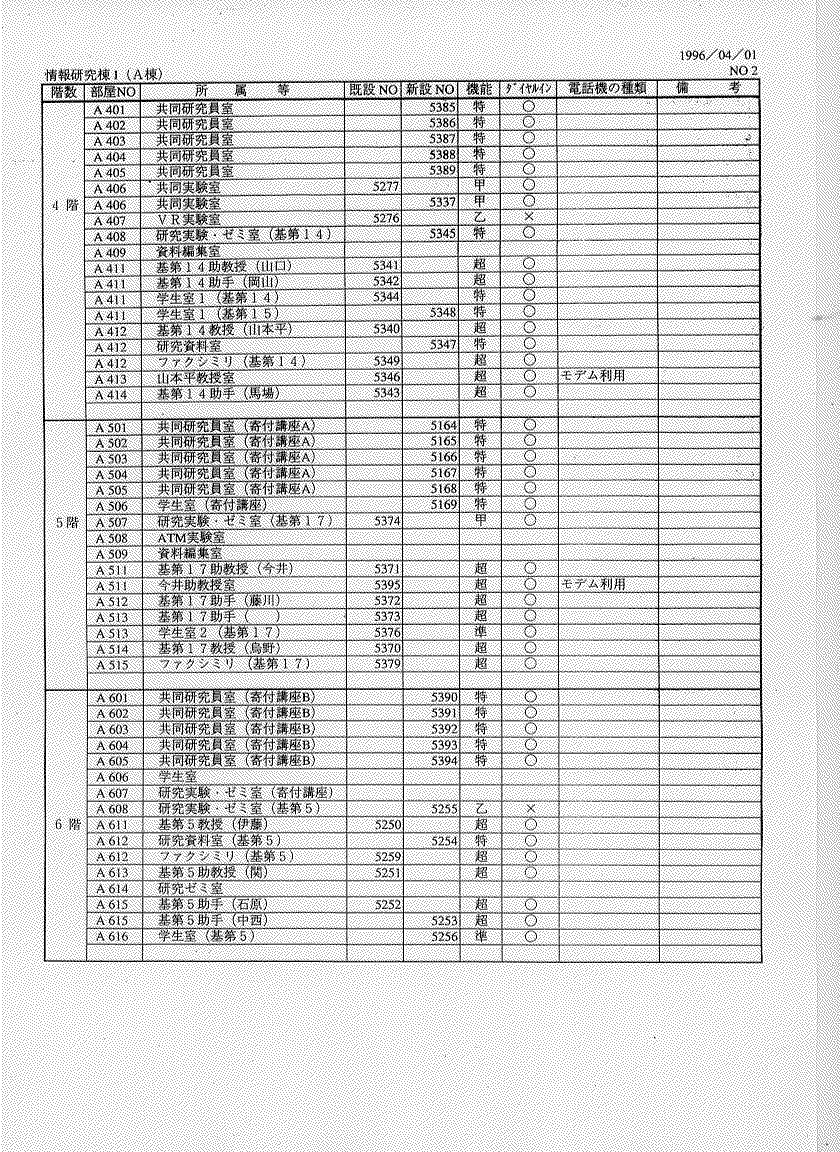 1996／04／01
情報研究棟1（A棟） NO 2
階数 部屋NO 所 属 等 既設 NO 新設 NO 機能 ﾀﾞｲﾔﾙｲﾝ 電話機の種類 備 考
A 401 共同研究員室 5385 特 ○
A 402 共同研究員室 5386 特 ○
A 403 共同研究員室 5387 特 ○
A 404 共同研究員室 5388 特 ○
A 405 共同研究員室 5389 特 ○
A 406 共同実験室 5277 甲 ○
4 階 A 406 共同実験室 5337 甲 ○
A 407 ＶＲ実験室 5276 乙 ×
A 408 研究実験・ゼミ室（基第１４） 5345 特 ○
A 409 資料編集室
A 411 基第１４助教授（山口） 5341 超 ○
A 411 基第１４助手（岡山） 5342 超 ○
A 411 学生室１（基第１４） 5344 特 ○
A 411 学生室１（基第１５） 5348 特 ○
A 412 基第１４教授（山本平） 5340 超 ○
A 412 研究資料室 5347 特 ○
A 412 ファクシミリ（基第１４） 5349 超 ○
A 413 山本平教授室 5346 超 ○ モデム利用
A 414 基第１４助手（馬場） 5343 超 ○
A 501 共同研究員室（寄付講座A） 5164 特 ○
A 502 共同研究員室（寄付講座A） 5165 特 ○
A 503 共同研究員室（寄付講座A） 5166 特 ○
A 504 共同研究員室（寄付講座A） 5167 特 ○
A 505 共同研究員室（寄付講座A） 5168 特 ○
A 506 学生室（寄付講座） 5169 特 ○
5 階 A 507 研究実験・ゼミ室（基第１７） 5374 甲 ○
A 508 ATM実験室
A 509 資料編集室
A 511 基第１７助教授（今井） 5371 超 ○
A 511 今井助教授室 5395 超 ○ モデム利用
A 512 基第１７助手（藤川） 5372 超 ○
A 513 基第１７助手（　　） 5373 超 ○
A 513 学生室２（基第１７） 5376 準 ○
A 514 基第１７教授（烏野） 5370 超 ○
A 515 ファクシミリ（基第１７） 5379 超 ○
A 601 共同研究員室（寄付講座B） 5390 特 ○
A 602 共同研究員室（寄付講座B） 5391 特 ○
A 603 共同研究員室（寄付講座B） 5392 特 ○
A 604 共同研究員室（寄付講座B） 5393 特 ○
A 605 共同研究員室（寄付講座B） 5394 特 ○
A 606 学生室
A 607 研究実験・ゼミ室（寄付講座）
A 608 研究実験・ゼミ室（基第５） 5255 乙 ×
6 階 A 611 基第５教授（伊藤） 5250 超 ○
A 612 研究資料室（基第５） 5254 特 ○
A 612 ファクシミリ（基第５） 5259 超 ○
A 613 基第５助教授（関） 5251 超 ○
A 614 研究ゼミ室
A 615 基第５助手（石原） 5252 超 ○
A 615 基第５助手（中西） 5253 超 ○
A 616 学生室（基第５） 5256 準 ○